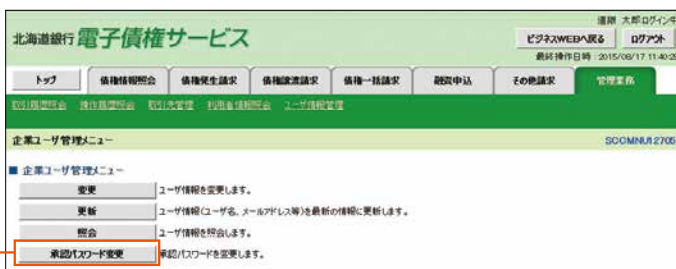 道銀 太郎ログイン中
北海道銀行 電子債権サービス
ビジネスWEBへ戻る ログアウト
最終操作日時：2015/08/17 11:40:25
トップ 債権情報照会 債権発生請求 債権譲渡請求 債権一括請求 融資申込 その他請求 管理業務
取引履歴照会 操作履歴照会 取引先管理 利用者情報照会 ユーザ情報管理
企業ユーザ管理メニュー SCCMNU12705
■ 企業ユーザ管理メニュー
変更 ユーザ情報を変更します。
更新 ユーザ情報(ユーザ名、メールアドレス等)を最新の情報に更新します。
照会 ユーザ情報を照会します。
承認パスワード変更 承認パスワードを変更します。